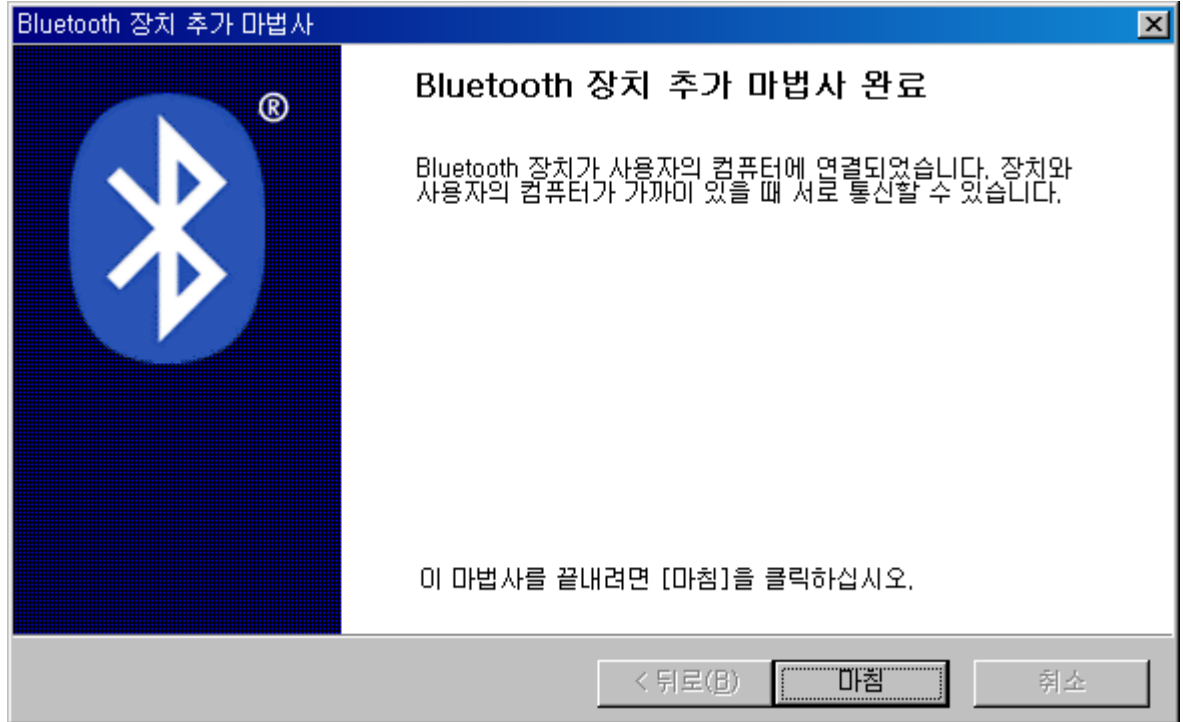 Bluetooth 장치 추가 마법사
®
Bluetooth 장치 추가 마법사 완료
Bluetooth 장치가 사용자의 컴퓨터에 연결되었습니다. 장치와
사용자의 컴퓨터가 가까이 있을 때 서로 통신할 수 있습니다.
이 마법사를 끝내려면 [마침]을 클릭하십시오.
< 뒤로(B) 마침 취소